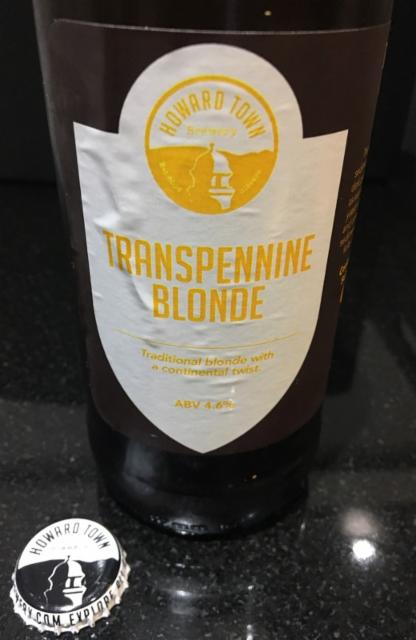 HOWARD TOWN
Brewery
TRANSPENNINE
BLONDE
Traditional blonde with
a continental twist.
ABV 4.6%
HOWARD TOWN
COM EXPLORE